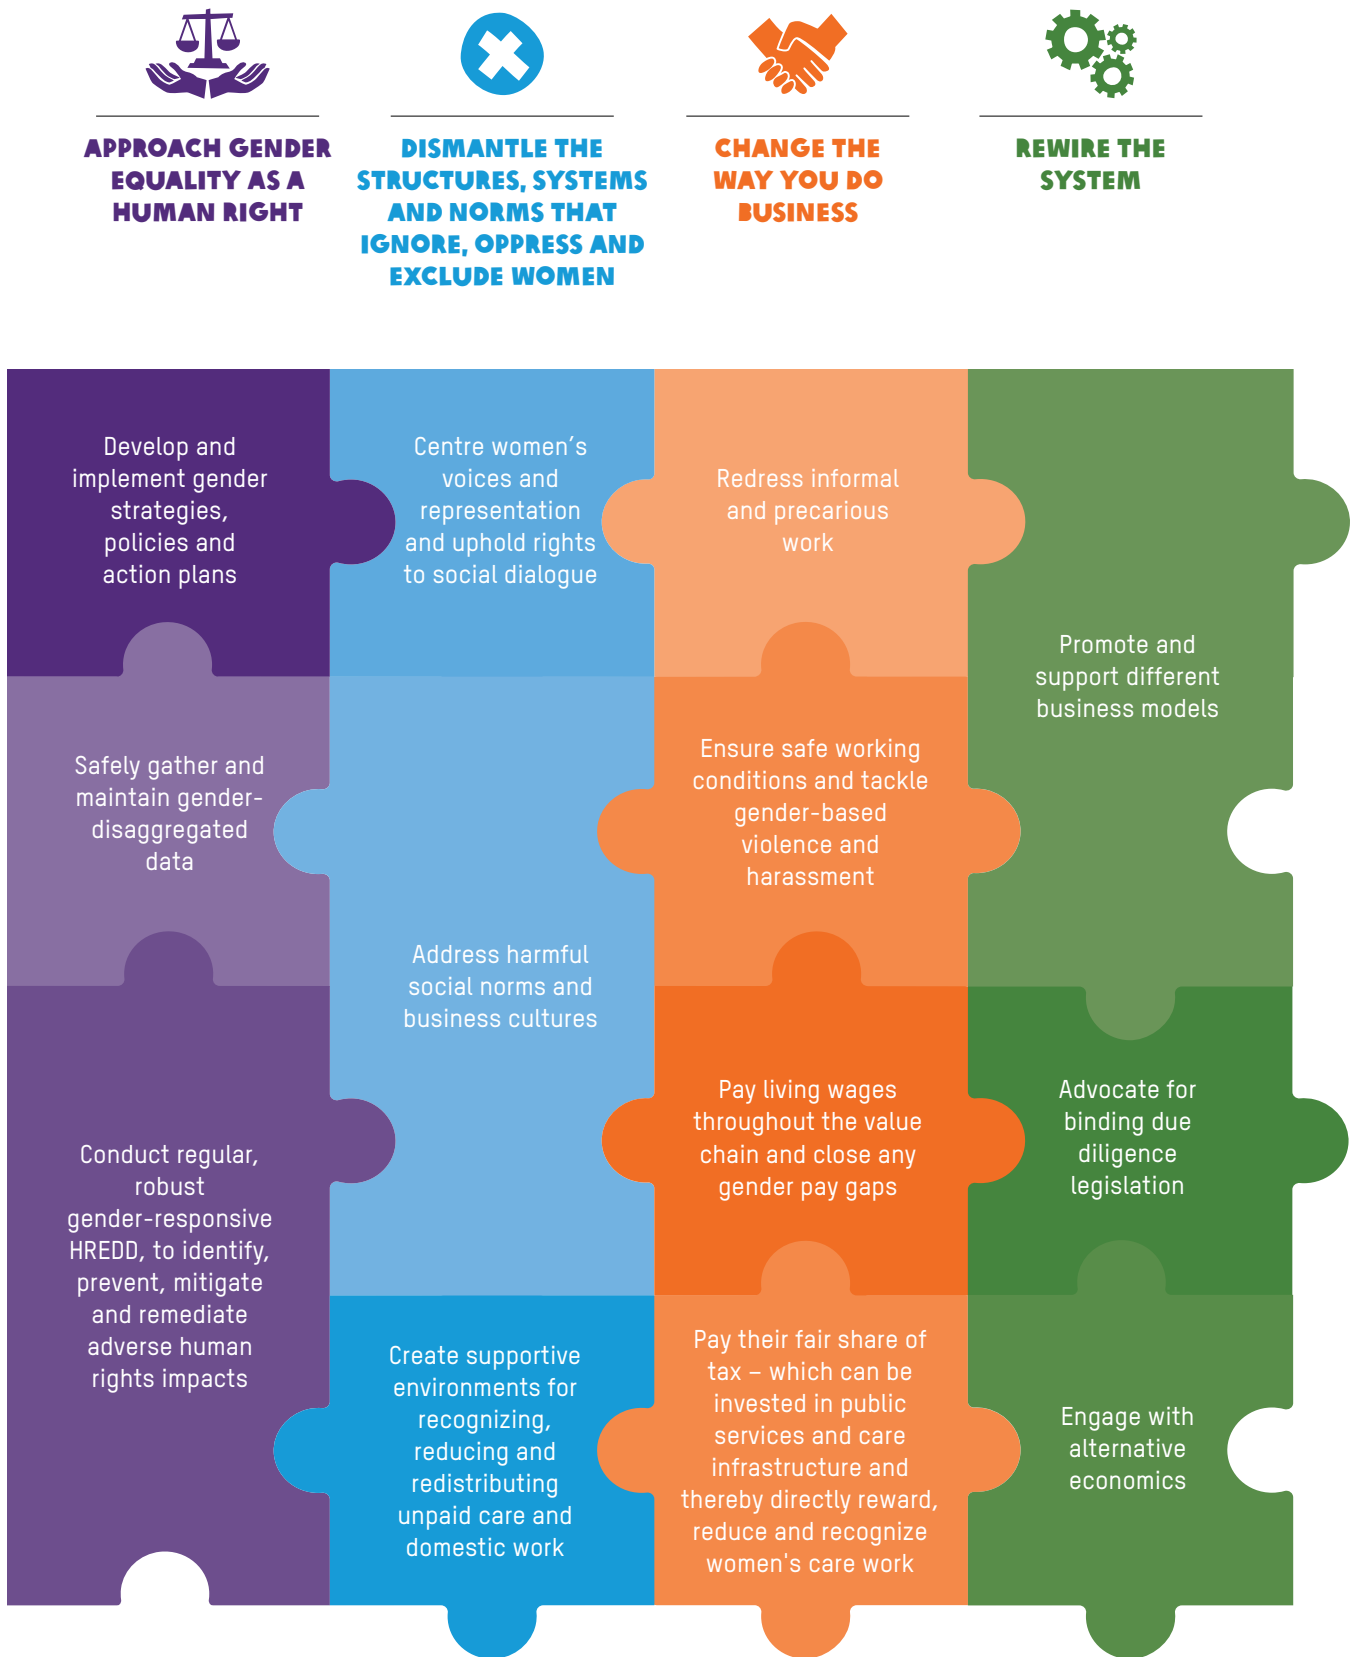 APPROACH GENDER
EQUALITY AS A
HUMAN RIGHT
DISMANTLE THE
STRUCTURES, SYSTEMS
AND NORMS THAT
IGNORE, OPPRESS AND
EXCLUDE WOMEN
CHANGE THE
WAY YOU DO
BUSINESS
REWIRE THE
SYSTEM
Develop and
implement gender
strategies,
policies and
action plans
Safely gather and
maintain gender-
disaggregated
data
Conduct regular,
robust
gender-responsive
HREDD, to identify,
prevent, mitigate
and remediate
adverse human
rights impacts
Centre women’s
voices and
representation
and uphold rights
to social dialogue
Address harmful
social norms and
business cultures
Create supportive
environments for
recognizing,
reducing and
redistributing
unpaid care and
domestic work
Redress informal
and precarious
work
Ensure safe working
conditions and tackle
gender-based
violence and
harassment
Pay living wages
throughout the value
chain and close any
gender pay gaps
Pay their fair share of
tax – which can be
invested in public
services and care
infrastructure and
thereby directly reward,
reduce and recognize
women's care work
Promote and
support different
business models
Advocate for
binding due
diligence
legislation
Engage with
alternative
economics